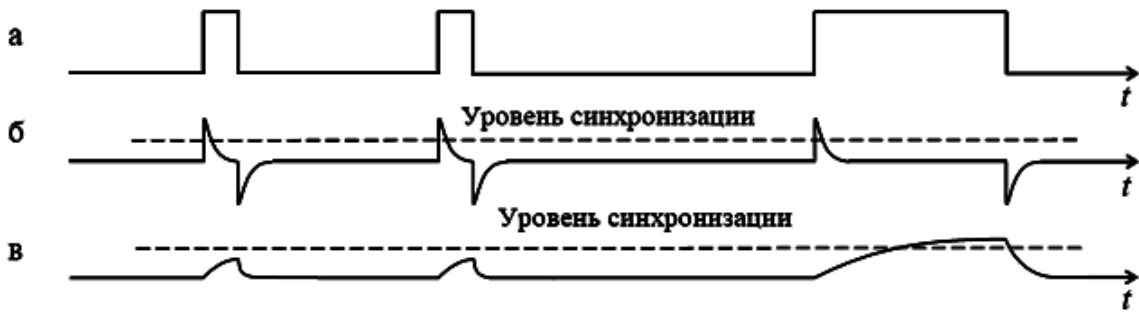 а
t
Уровень синхронизации
б
t
Уровень синхронизации
в
t